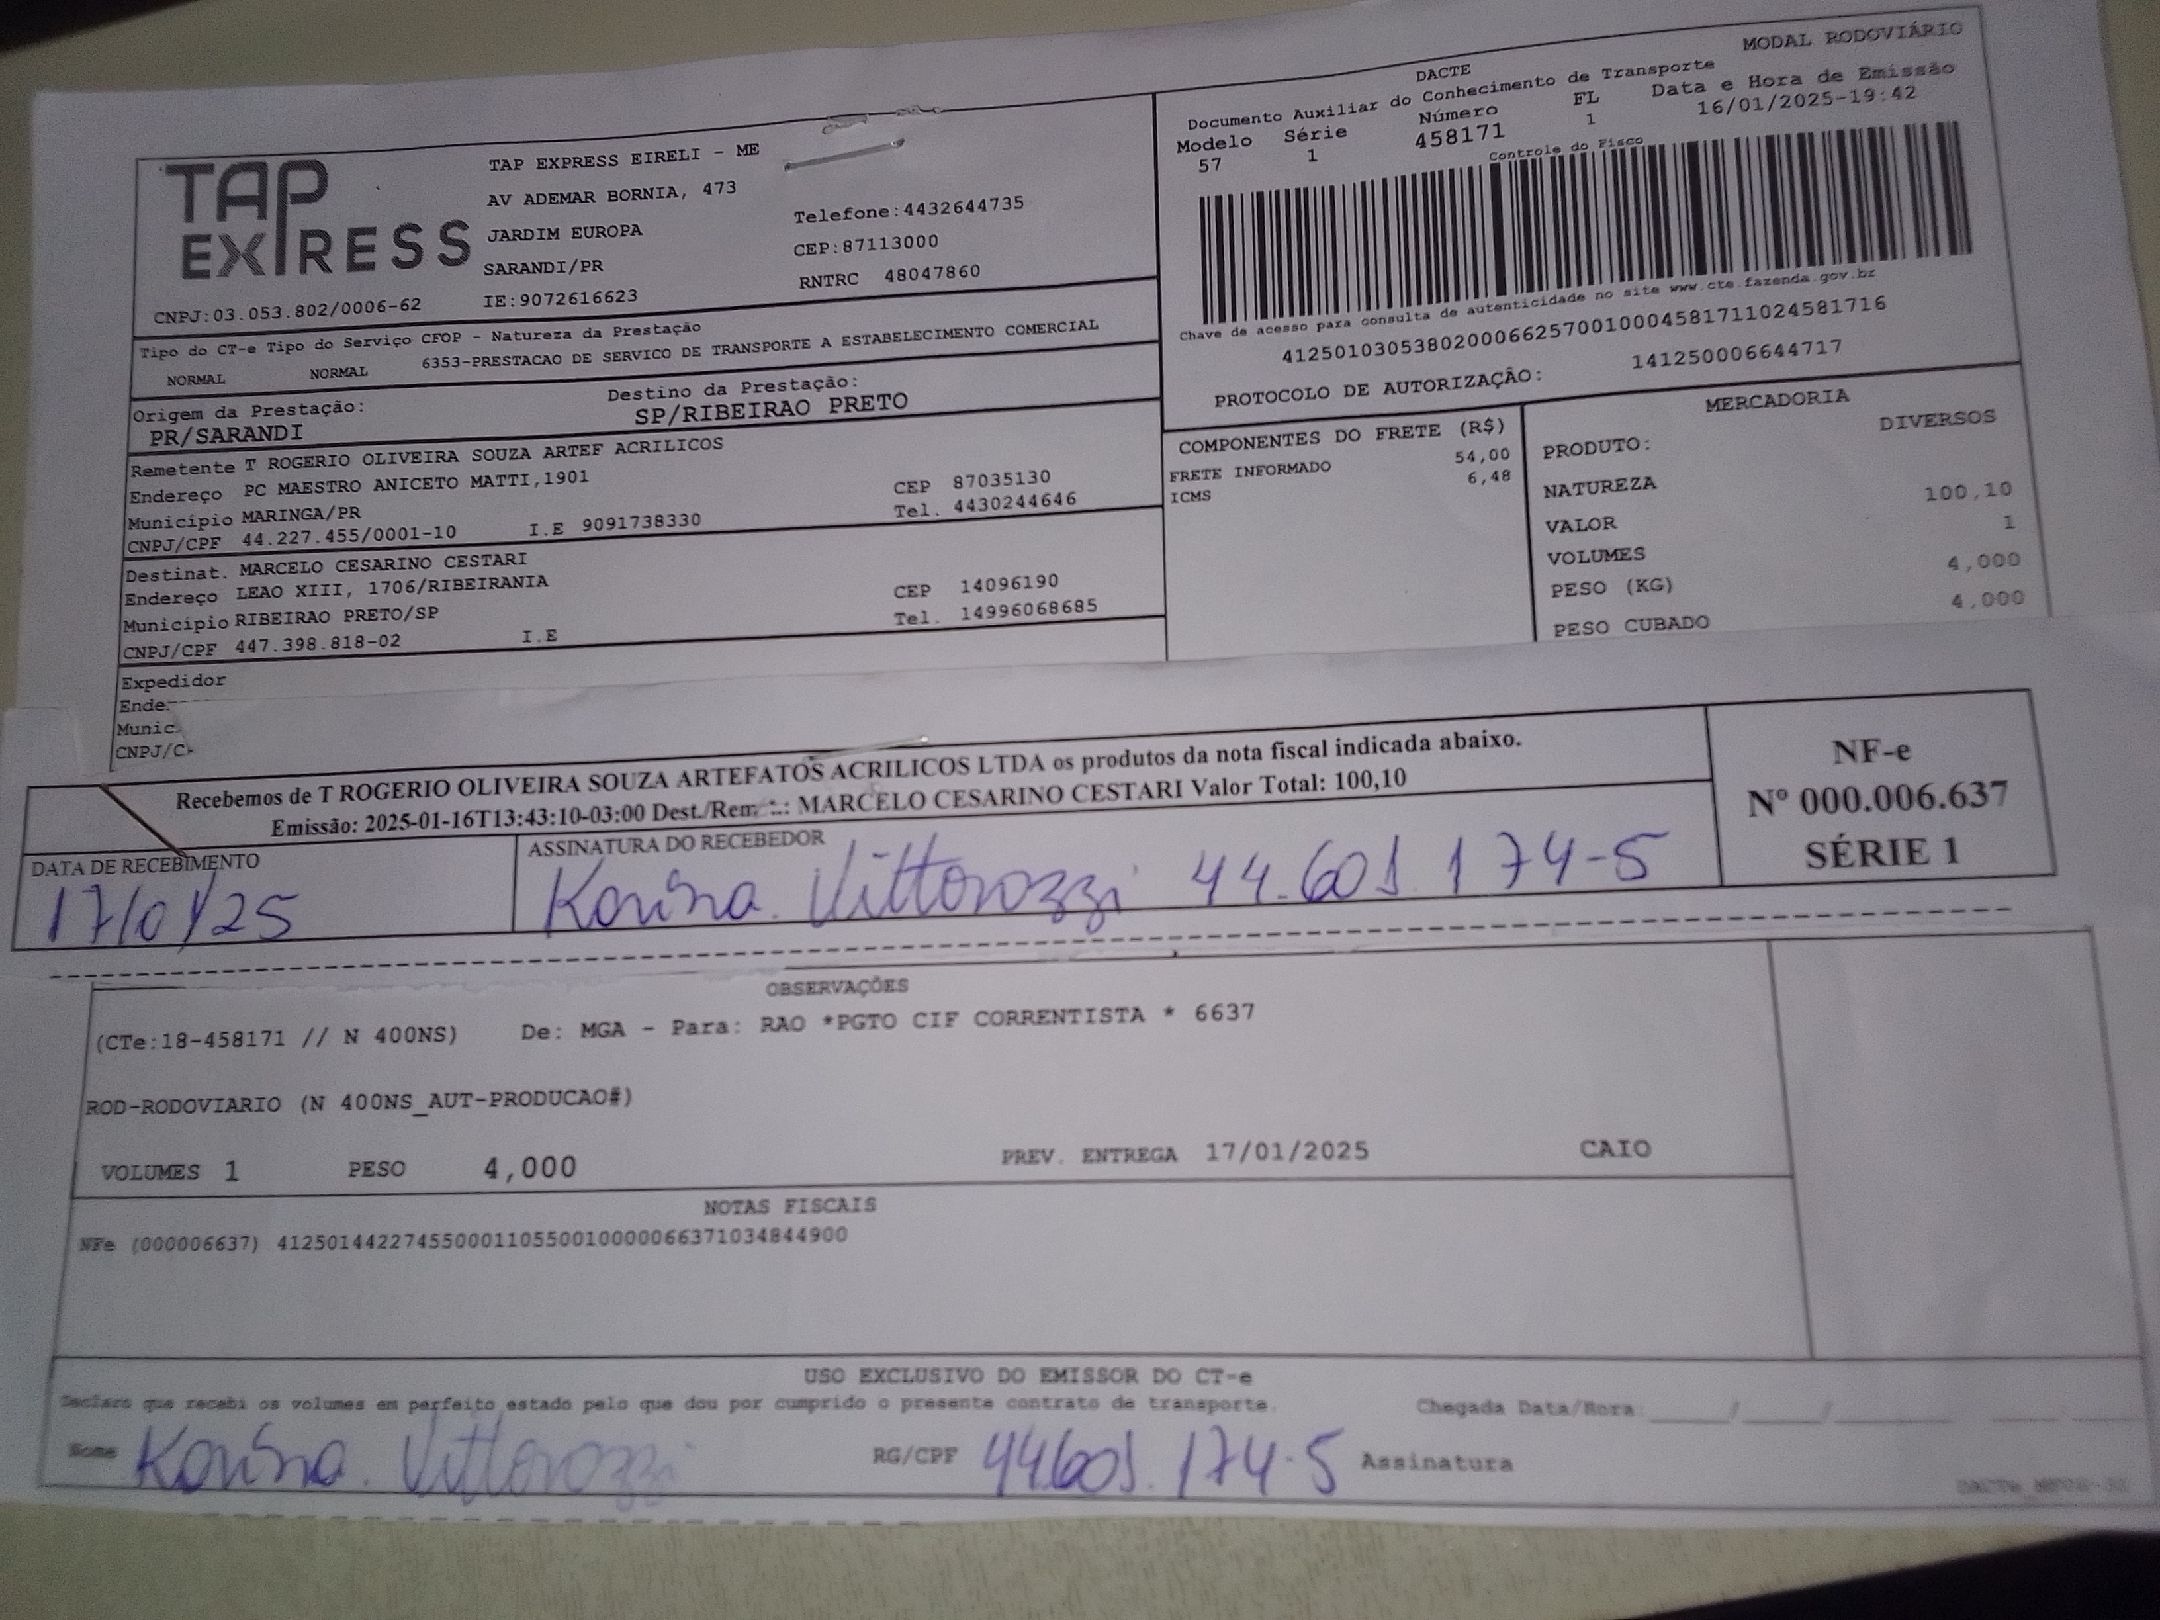 MODAL RODOVIÁRIO
DACTE
Documento Auxiliar do Conhecimento de Transporte
Data e Hora de Emissão
Modelo Série Número FL
57 1 458171 1 16/01/2025-19:42
Controle do Fisco
TAP EXPRESS
TAP EXPRESS EIRELI - ME
AV ADEMAR BORNIA, 473
JARDIM EUROPA Telefone:4432644735
SARANDI/PR CEP:87113000
CNPJ:03.053.802/0006-62 IE:9072616623 RNTRC 48047860
Chave de acesso para consulta de autenticidade no site www.cte.fazenda.gov.br
41250103053802000662570010004581711024581716
PROTOCOLO DE AUTORIZAÇÃO: 141250006644717
Tipo do CT-e Tipo do Serviço CFOP - Natureza da Prestação
NORMAL NORMAL 6353-PRESTACAO DE SERVICO DE TRANSPORTE A ESTABELECIMENTO COMERCIAL
Origem da Prestação: Destino da Prestação:
PR/SARANDI SP/RIBEIRAO PRETO
Remetente T ROGERIO OLIVEIRA SOUZA ARTEF ACRILICOS
Endereço PC MAESTRO ANICETO MATTI,1901 CEP 87035130
Município MARINGA/PR Tel. 4430244646
CNPJ/CPF 44.227.455/0001-10 I.E 9091738330
Destinat. MARCELO CESARINO CESTARI
Endereço LEAO XIII, 1706/RIBEIRANIA CEP 14096190
Município RIBEIRAO PRETO/SP Tel. 14996068685
CNPJ/CPF 447.398.818-02 I.E
Expedidor
Ende
Munic
CNPJ/C
COMPONENTES DO FRETE (R$)
FRETE INFORMADO 54,00
ICMS 6,48
MERCADORIA
PRODUTO: DIVERSOS
NATUREZA
VALOR 100,10
VOLUMES 1
PESO (KG) 4,000
PESO CUBADO 4,000
Recebemos de T ROGERIO OLIVEIRA SOUZA ARTEFATOS ACRILICOS LTDA os produtos da nota fiscal indicada abaixo.
Emissão: 2025-01-16T13:43:10-03:00 Dest./Rem.: MARCELO CESARINO CESTARI Valor Total: 100,10
NF-e
Nº 000.006.637
SÉRIE 1
DATA DE RECEBIMENTO ASSINATURA DO RECEBEDOR
17/01/25 Karina Vittorazzi 44.601.174-5
OBSERVAÇÕES
(CTe:18-458171 // N 400NS) De: MGA - Para: RAO *PGTO CIF CORRENTISTA * 6637
ROD-RODOVIARIO (N 400NS_AUT-PRODUCAO#)
VOLUMES 1 PESO 4,000 PREV. ENTREGA 17/01/2025 CAIO
NOTAS FISCAIS
NFe (000006637) 41250144227455000110550010000066371034844900
USO EXCLUSIVO DO EMISSOR DO CT-e
Declaro que recebi os volumes em perfeito estado pelo que dou por cumprido o presente contrato de transporte. Chegada Data/Hora: / /
Nome Karina Vittorazzi RG/CPF 44.601.174-5 Assinatura